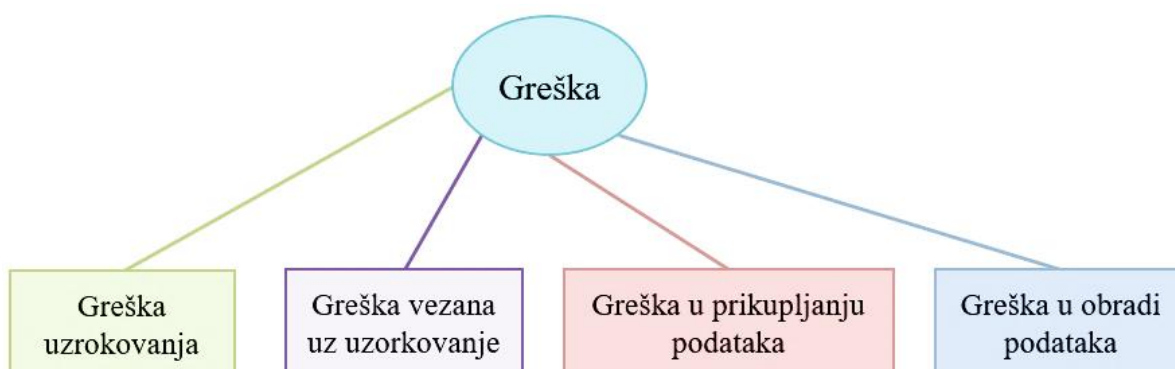 Greška
Greška
uzrokovanja
Greška vezana
uz uzorkovanje
Greška u prikupljanju
podataka
Greška u obradi
podataka